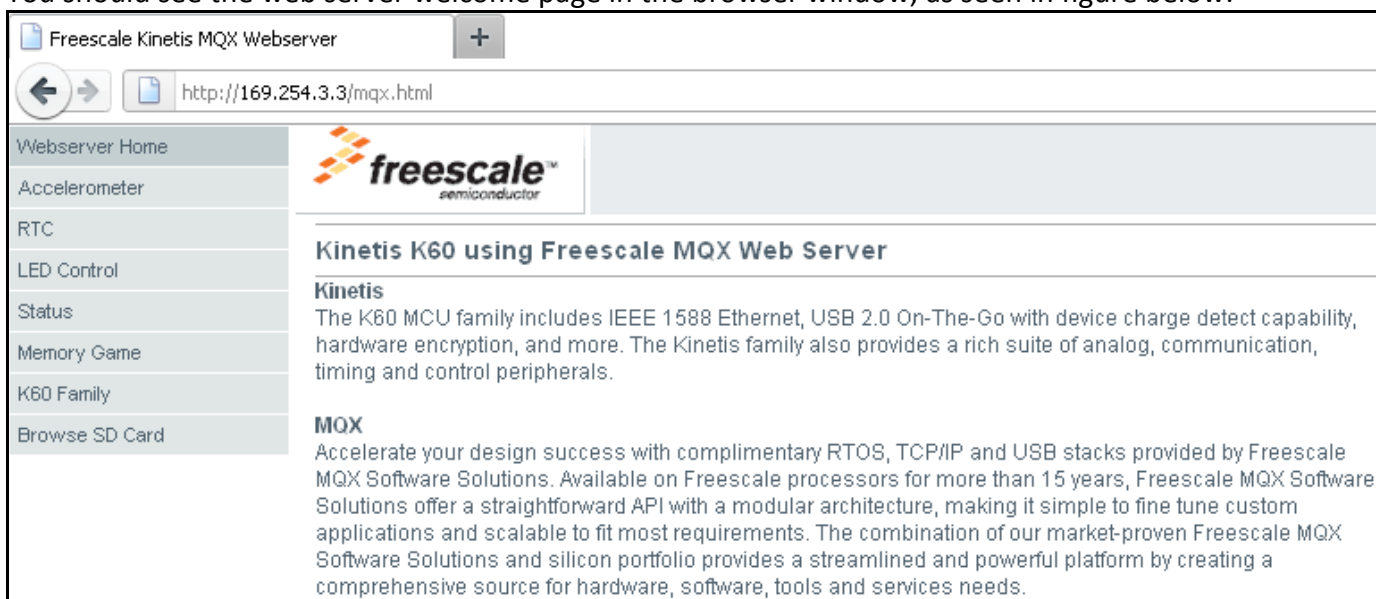 You should see the web server welcome page in the browser window, as seen in figure below:
Freescale Kinetis MQX Webserver
+
http://169.254.3.3/mqx.html
Webserver Home
Accelerometer
RTC
LED Control
Status
Memory Game
K60 Family
Browse SD Card
freescale™
semiconductor
Kinetis K60 using Freescale MQX Web Server
Kinetis
The K60 MCU family includes IEEE 1588 Ethernet, USB 2.0 On-The-Go with device charge detect capability,
hardware encryption, and more. The Kinetis family also provides a rich suite of analog, communication,
timing and control peripherals.
MQX
Accelerate your design success with complimentary RTOS, TCP/IP and USB stacks provided by Freescale
MQX Software Solutions. Available on Freescale processors for more than 15 years, Freescale MQX Software
Solutions offer a straightforward API with a modular architecture, making it simple to fine tune custom
applications and scalable to fit most requirements. The combination of our market-proven Freescale MQX
Software Solutions and silicon portfolio provides a streamlined and powerful platform by creating a
comprehensive source for hardware, software, tools and services needs.